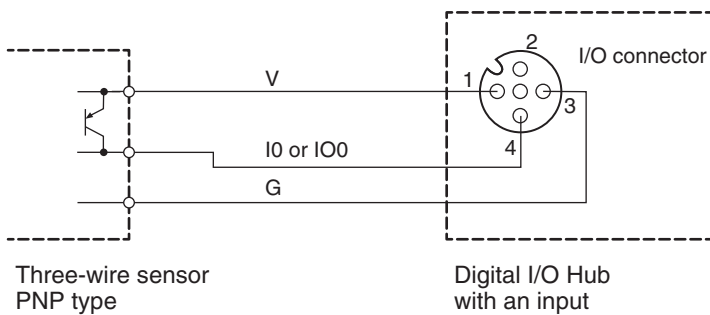 2
I/O connector
V
1
3
I0 or IO0
4
G
Three-wire sensor
PNP type
Digital I/O Hub
with an input